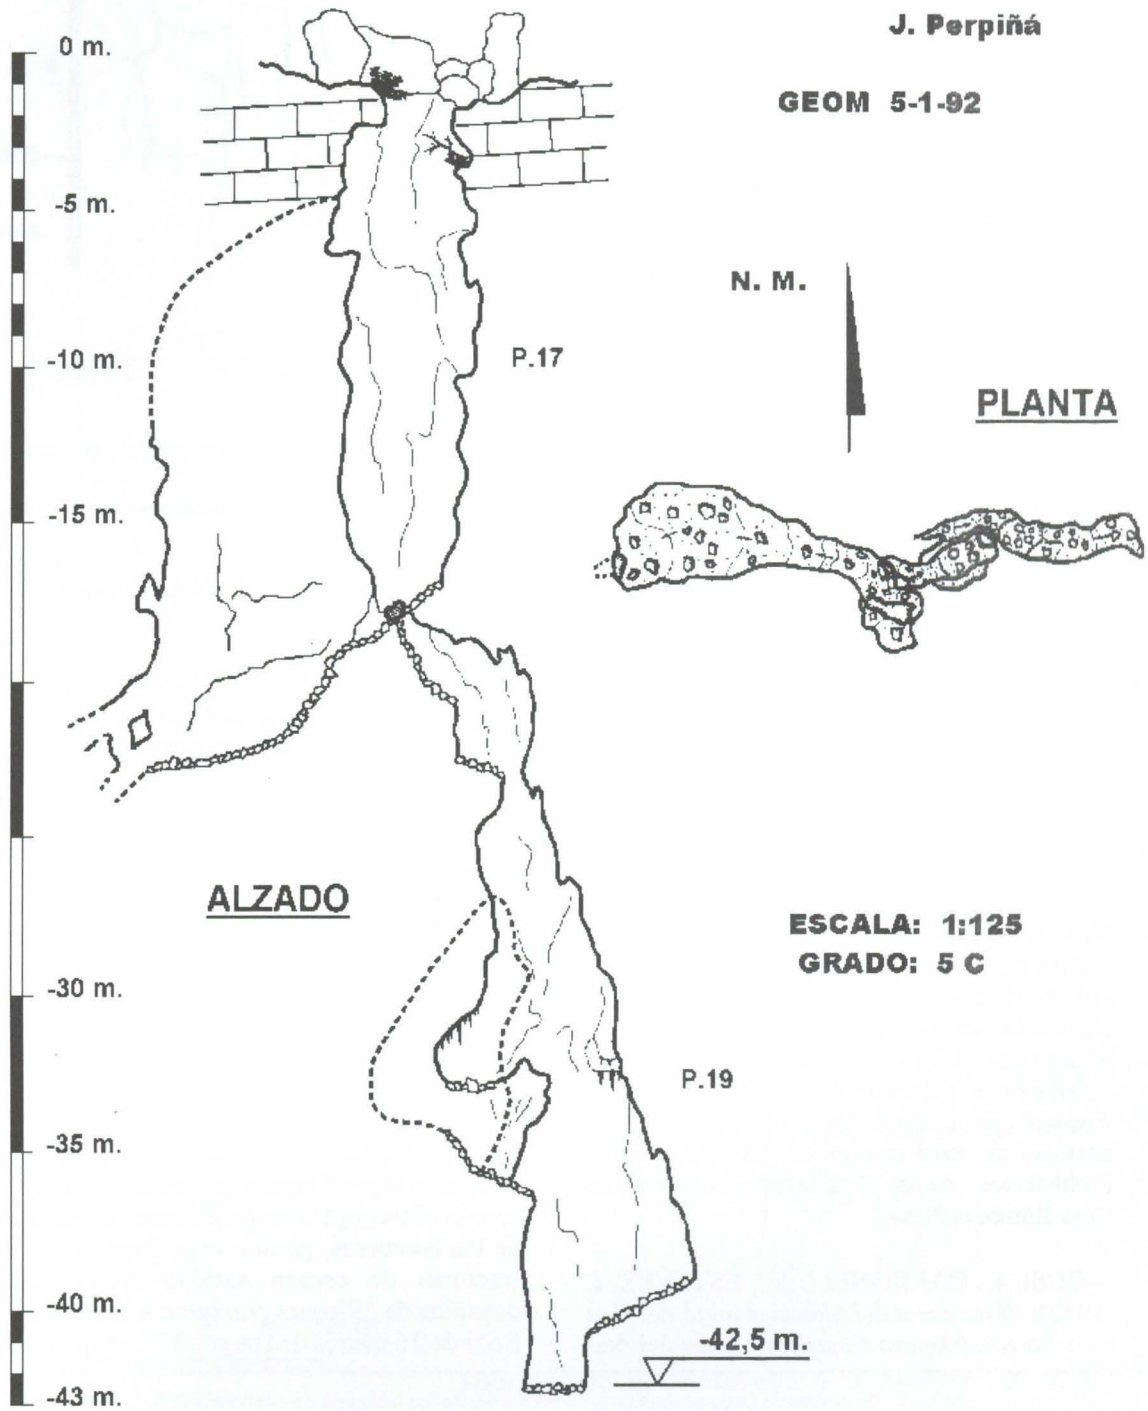 J. Perpiñá
GEOM 5-1-92
0 m.
-5 m.
-10 m.
-15 m.
-30 m.
-35 m.
-40 m.
-43 m.
P.17
N. M.
PLANTA
ALZADO
ESCALA: 1:125
GRADO: 5 C
P.19
-42,5 m.